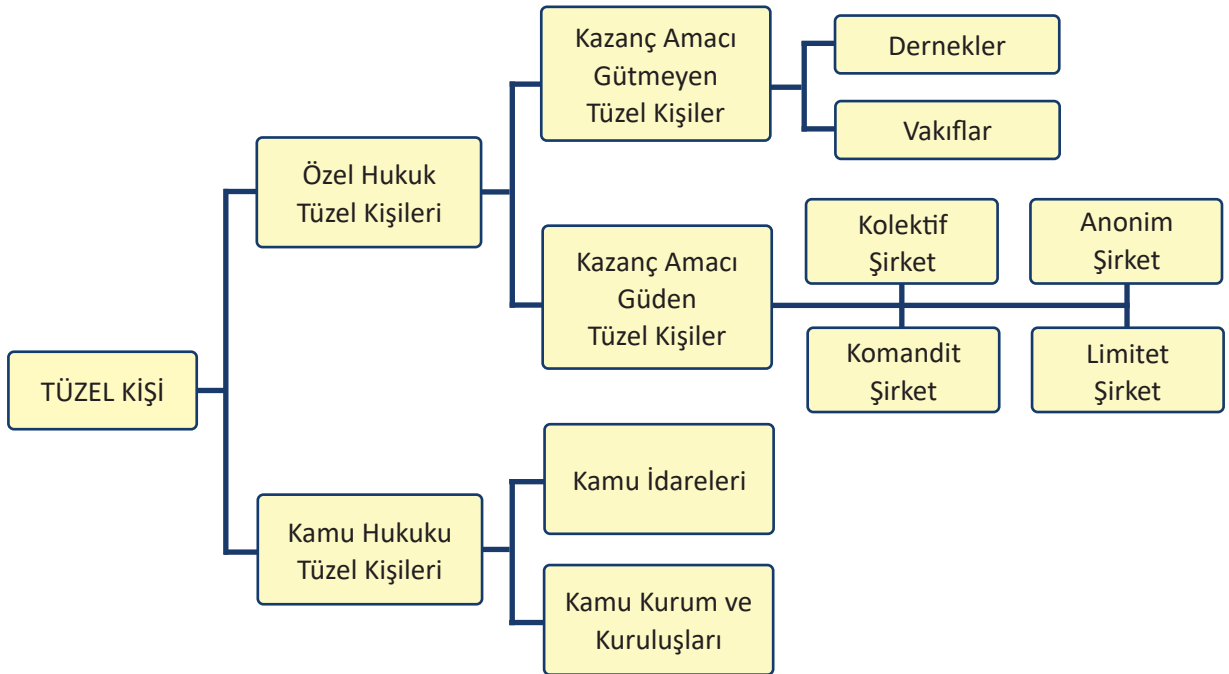 TÜZEL KİŞİ
Özel Hukuk
Tüzel Kişileri
Kazanç Amacı
Gütmeyen
Tüzel Kişiler
Dernekler
Vakıflar
Kazanç Amacı
Güden
Tüzel Kişiler
Kolektif
Şirket
Anonim
Şirket
Komandit
Şirket
Limitet
Şirket
Kamu Hukuku
Tüzel Kişileri
Kamu İdareleri
Kamu Kurum ve
Kuruluşları